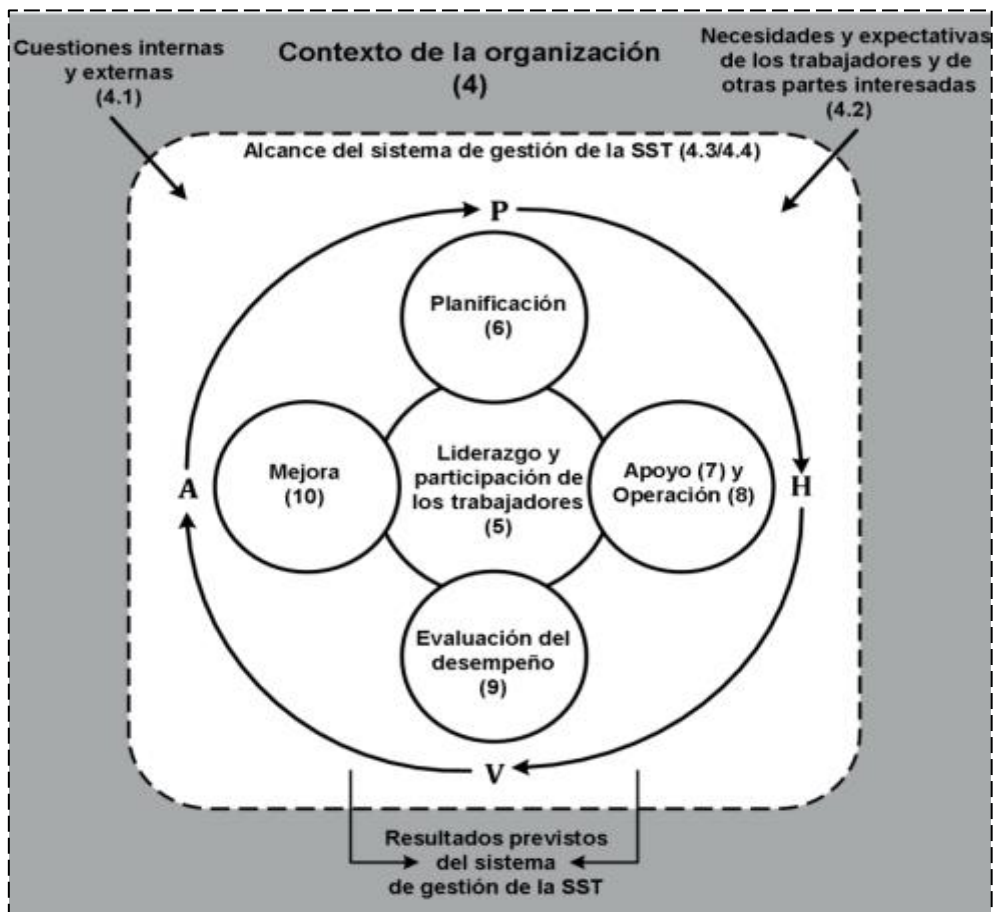 Cuestiones internas
y externas
(4.1)
Contexto de la organización
(4)
Necesidades y expectativas
de los trabajadores y de
otras partes interesadas
(4.2)
Alcance del sistema de gestión de la SST (4.3/4.4)
P
Planificación
(6)
A
Mejora
(10)
Liderazgo y
participación de
los trabajadores
(5)
Apoyo (7) y
Operación (8)
H
Evaluación del
desempeño
(9)
V
Resultados previstos
del sistema
de gestión de la SST